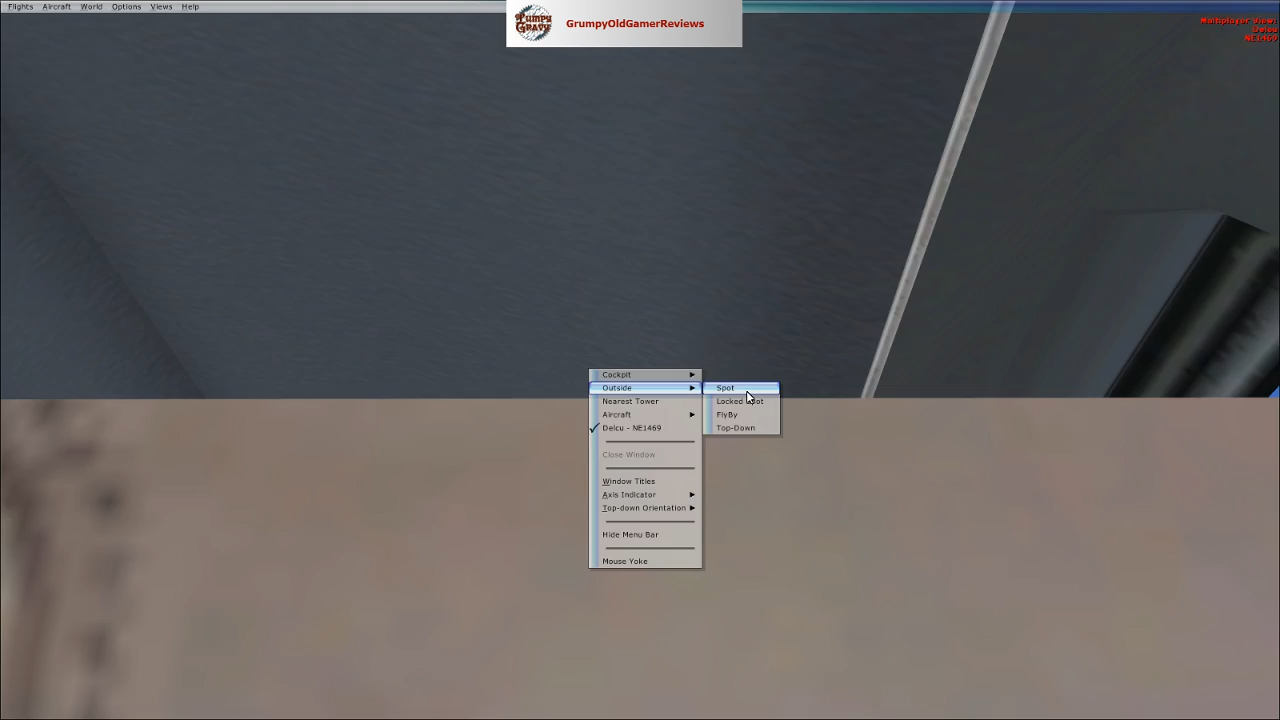 Flights Aircraft World Options Views Help
GrumpyOldGamerReviews
Multiplayer View:
Delcu
NE1469
Cockpit
Outside
Nearest Tower
Aircraft
Delcu - NE1469
Close Window
Window Titles
Axis Indicator
Top-down Orientation
Hide Menu Bar
Mouse Yoke
Spot
Locked Spot
FlyBy
Top-Down